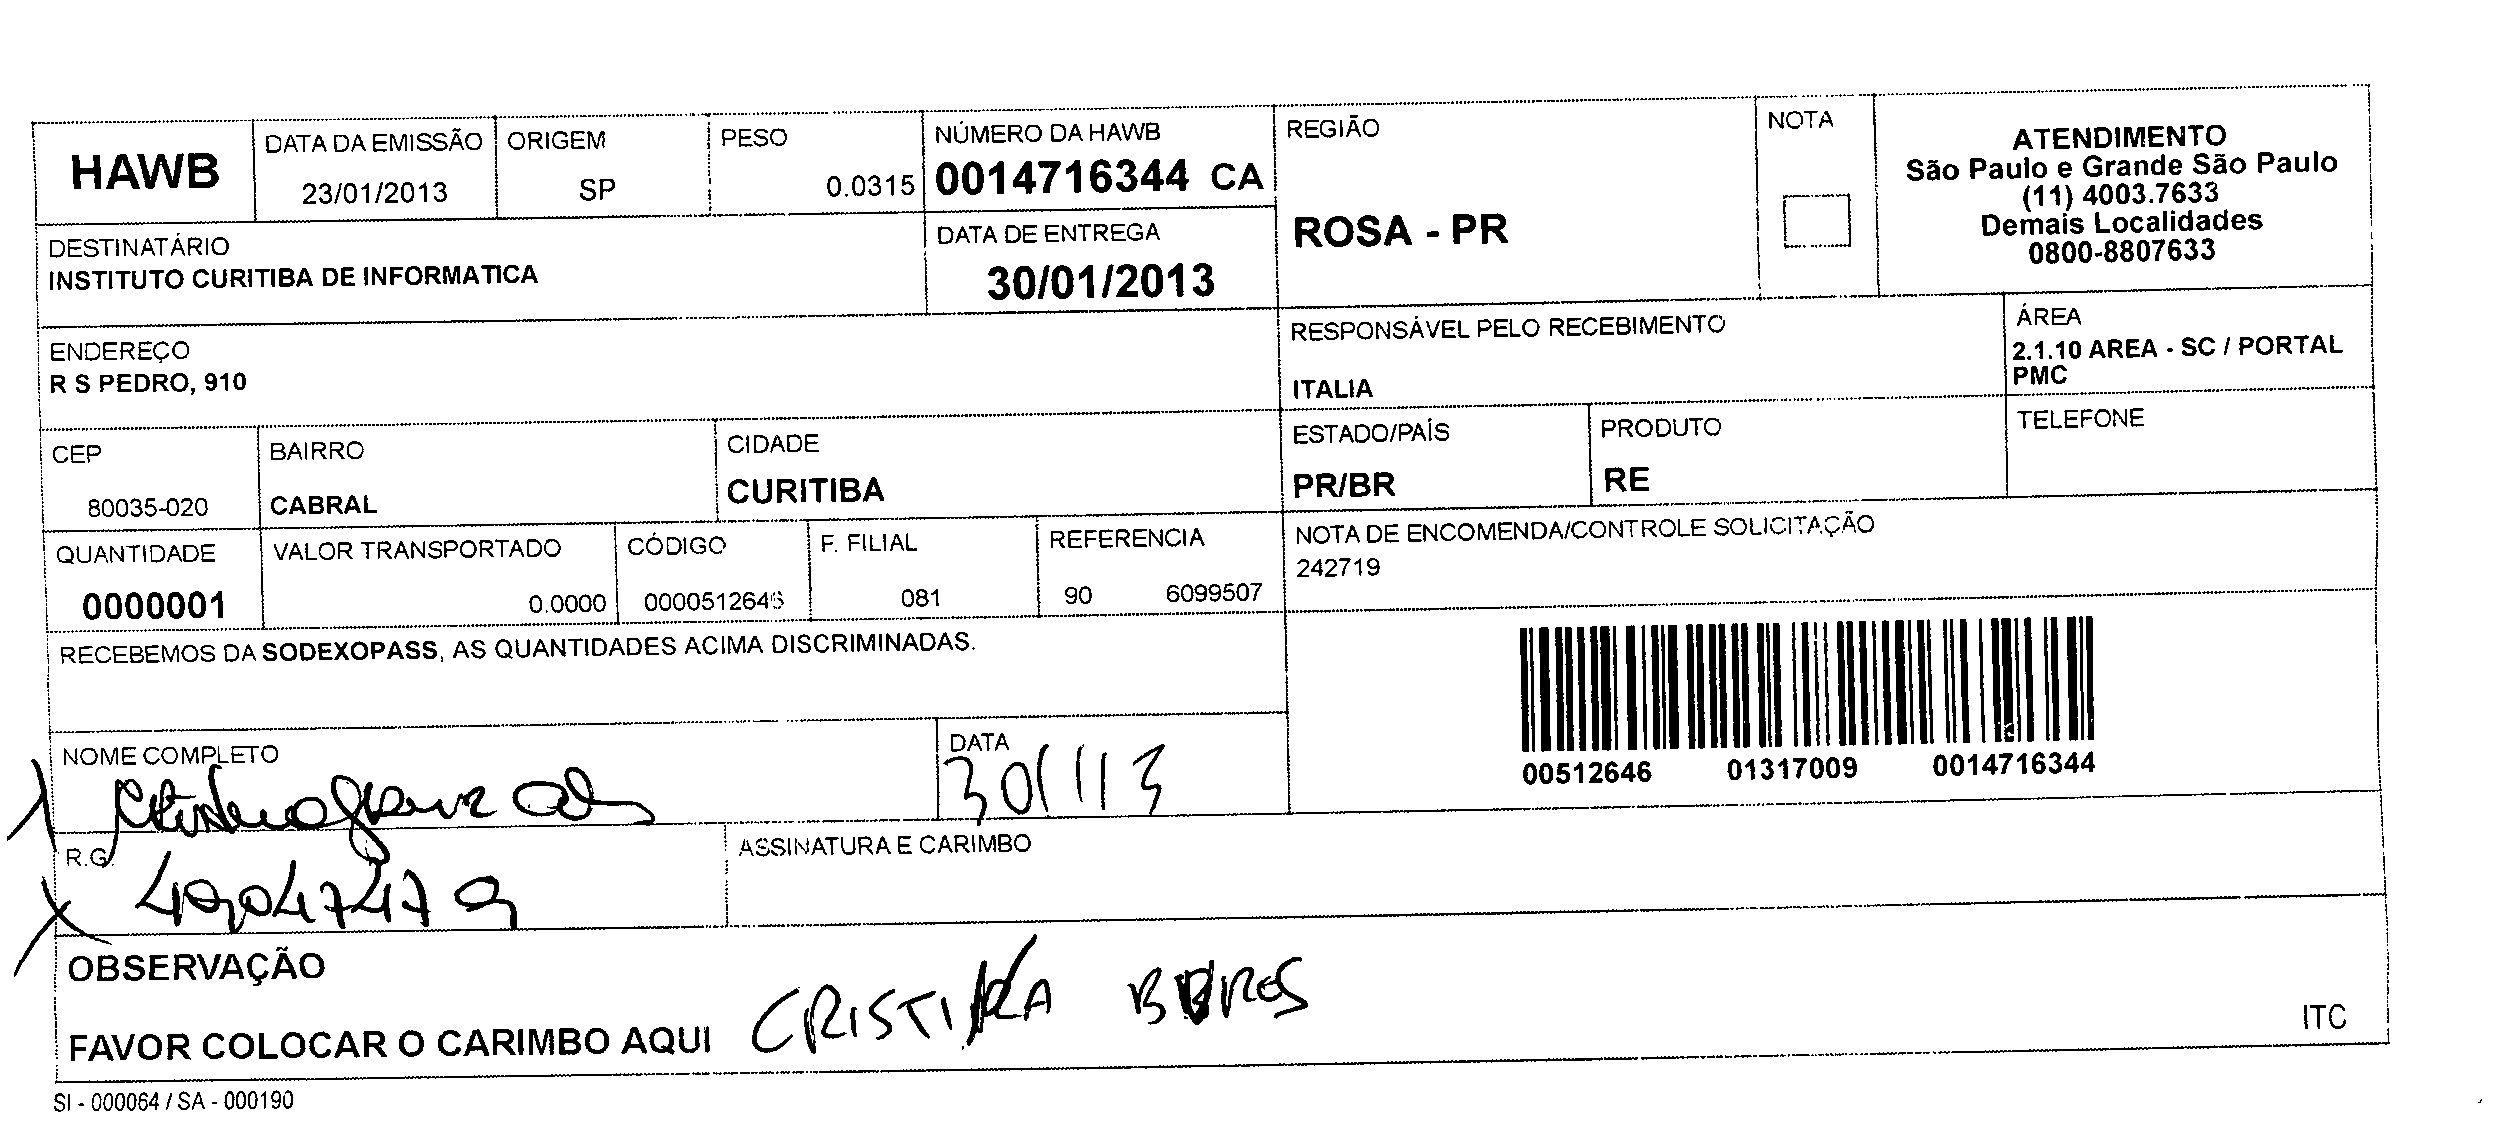 HAWB
DATA DA EMISSÃO
23/01/2013
ORIGEM
SP
PESO
0.0315
NÚMERO DA HAWB
0014716344 CA
REGIÃO
ROSA - PR
NOTA
ATENDIMENTO
São Paulo e Grande São Paulo
(11) 4003.7633
Demais Localidades
0800-8807633
DESTINATÁRIO
INSTITUTO CURITIBA DE INFORMATICA
DATA DE ENTREGA
30/01/2013
ENDEREÇO
R S PEDRO, 910
RESPONSÁVEL PELO RECEBIMENTO
ITALIA
ÁREA
2.1.10 AREA - SC / PORTAL
PMC
CEP
80035-020
BAIRRO
CABRAL
CIDADE
CURITIBA
ESTADO/PAÍS
PR/BR
PRODUTO
RE
TELEFONE
QUANTIDADE
0000001
VALOR TRANSPORTADO
0.0000
CÓDIGO
0000512646
F. FILIAL
081
REFERENCIA
90 6099507
NOTA DE ENCOMENDA/CONTROLE SOLICITAÇÃO
242719
RECEBEMOS DA SODEXOPASS, AS QUANTIDADES ACIMA DISCRIMINADAS.
00512646 01317009 0014716344
NOME COMPLETO
DATA
30/1/13
R.G.
ASSINATURA E CARIMBO
OBSERVAÇÃO
FAVOR COLOCAR O CARIMBO AQUI
CRISTINA
ITC
SI - 000064 / SA - 000190